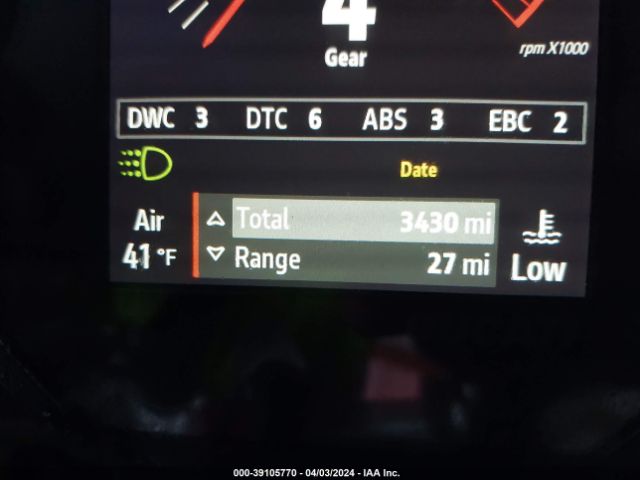 4
Gear
rpm X1000
DWC 3 DTC 6 ABS 3 EBC 2
Date
Air
41 °F
Total 3430 mi
Range 27 mi
Low
000-39105770 - 04/03/2024 - IAA Inc.